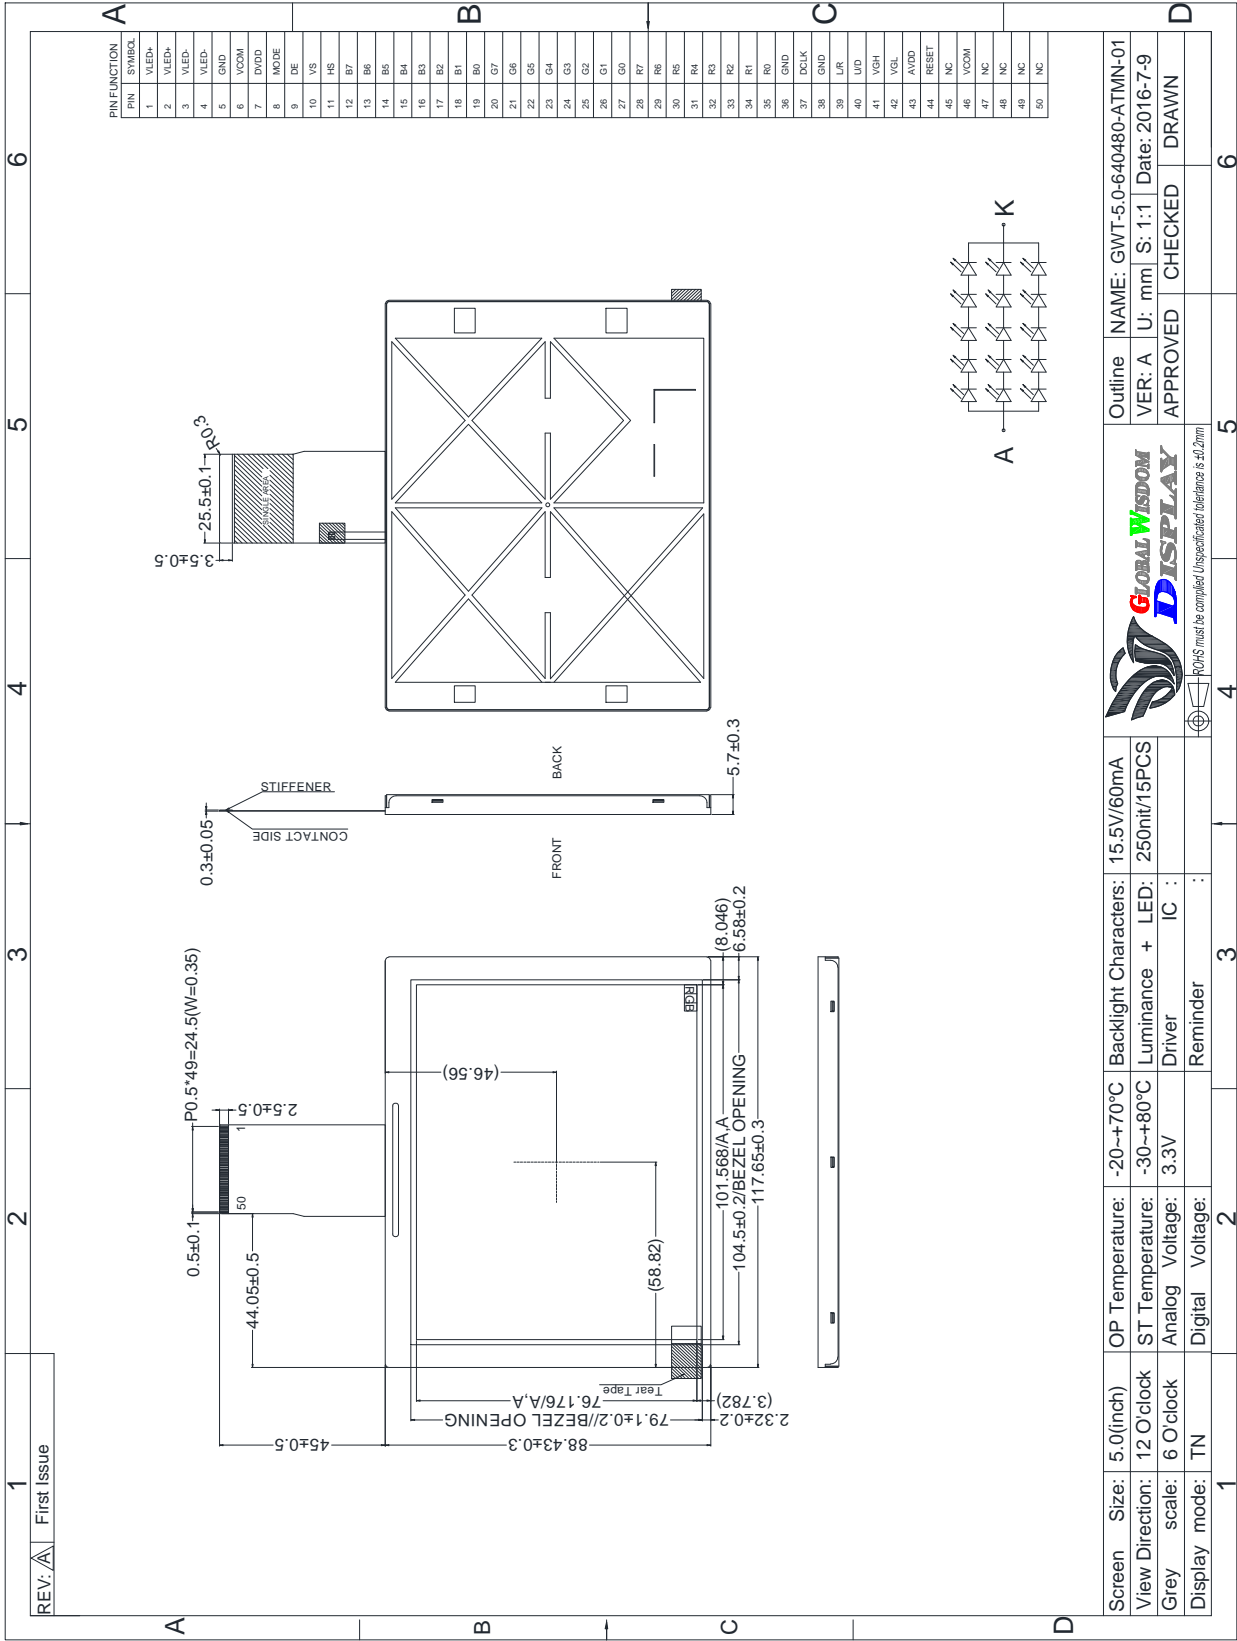 1
2
3
4
5
6
REV: A First Issue
A
B
C
D
A
B
C
D
PIN FUNCTION
PIN SYMBOL
1 VLED+
2 VLED+
3 VLED-
4 VLED-
5 GND
6 VCOM
7 DVDD
8 MODE
9 DE
10 VS
11 HS
12 B7
13 B6
14 B5
15 B4
16 B3
17 B2
18 B1
19 B0
20 G7
21 G6
22 G5
23 G4
24 G3
25 G2
26 G1
27 G0
28 R7
29 R6
30 R5
31 R4
32 R3
33 R2
34 R1
35 R0
36 GND
37 DCLK
38 GND
39 L/R
40 U/D
41 VGH
42 VGL
43 AVDD
44 RESET
45 NC
46 VCOM
47 NC
48 NC
49 NC
50 NC
P0.5*49=24.5(W=0.35)
0.5±0.1
2.5±0.5
50
1
44.05±0.5
45±0.5
88.43±0.3
79.1±0.2//BEZEL OPENING
76.176/A,A
2.32±0.2
(3.782)
Tear Tape
(46.56)
(58.82)
RGB
101.568/A,A
104.5±0.2/BEZEL OPENING
117.65±0.3
(8.046)
6.58±0.2
0.3±0.05
STIFFENER
CONTACT SIDE
FRONT
BACK
5.7±0.3
25.5±0.1
R0.3
3.5±0.5
A
K
Screen Size: 5.0(inch)
View Direction: 12 O'clock
Grey scale: 6 O'clock
Display mode: TN
OP Temperature: -20~+70°C
ST Temperature: -30~+80°C
Analog Voltage: 3.3V
Digital Voltage:
Backlight Characters: 15.5V/60mA
Luminance + LED: 250nit/15PCS
Driver IC :
Reminder :
GLOBAL WISDOM
DISPLAY
ROHS must be complied Unspecificated tolerlance is ±0.2mm
Outline NAME: GWT-5.0-640480-ATMN-01
VER: A U: mm S: 1:1 Date: 2016-7-9
APPROVED CHECKED DRAWN
1
2
3
4
5
6